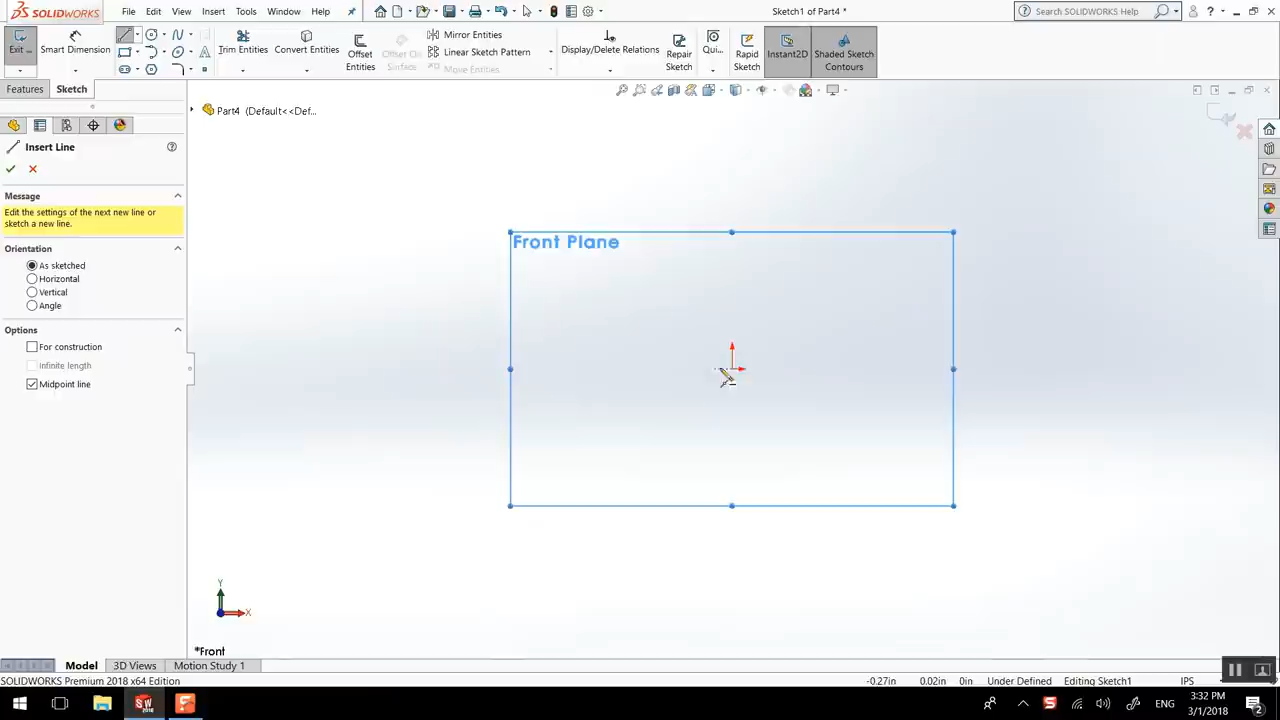 SOLIDWORKS File Edit View Insert Tools Window Help Sketch1 of Part4 * Search SOLIDWORKS Help
Exit ... Smart Dimension Trim Entities Convert Entities Offset Entities Offset On Surface Mirror Entities Linear Sketch Pattern Move Entities Display/Delete Relations Repair Sketch Qui... Rapid Sketch Instant2D Shaded Sketch Contours
Features Sketch
Part4 (Default<<Def...
Insert Line
Message
Edit the settings of the next new line or
sketch a new line.
Orientation
As sketched
Horizontal
Vertical
Angle
Options
For construction
Infinite length
Midpoint line
Front Plane
Y
X
*Front
Model 3D Views Motion Study 1
SOLIDWORKS Premium 2018 x64 Edition -0.27in 0.02in 0in Under Defined Editing Sketch1 IPS
SW
2018
ENG
3:32 PM
3/1/2018
2